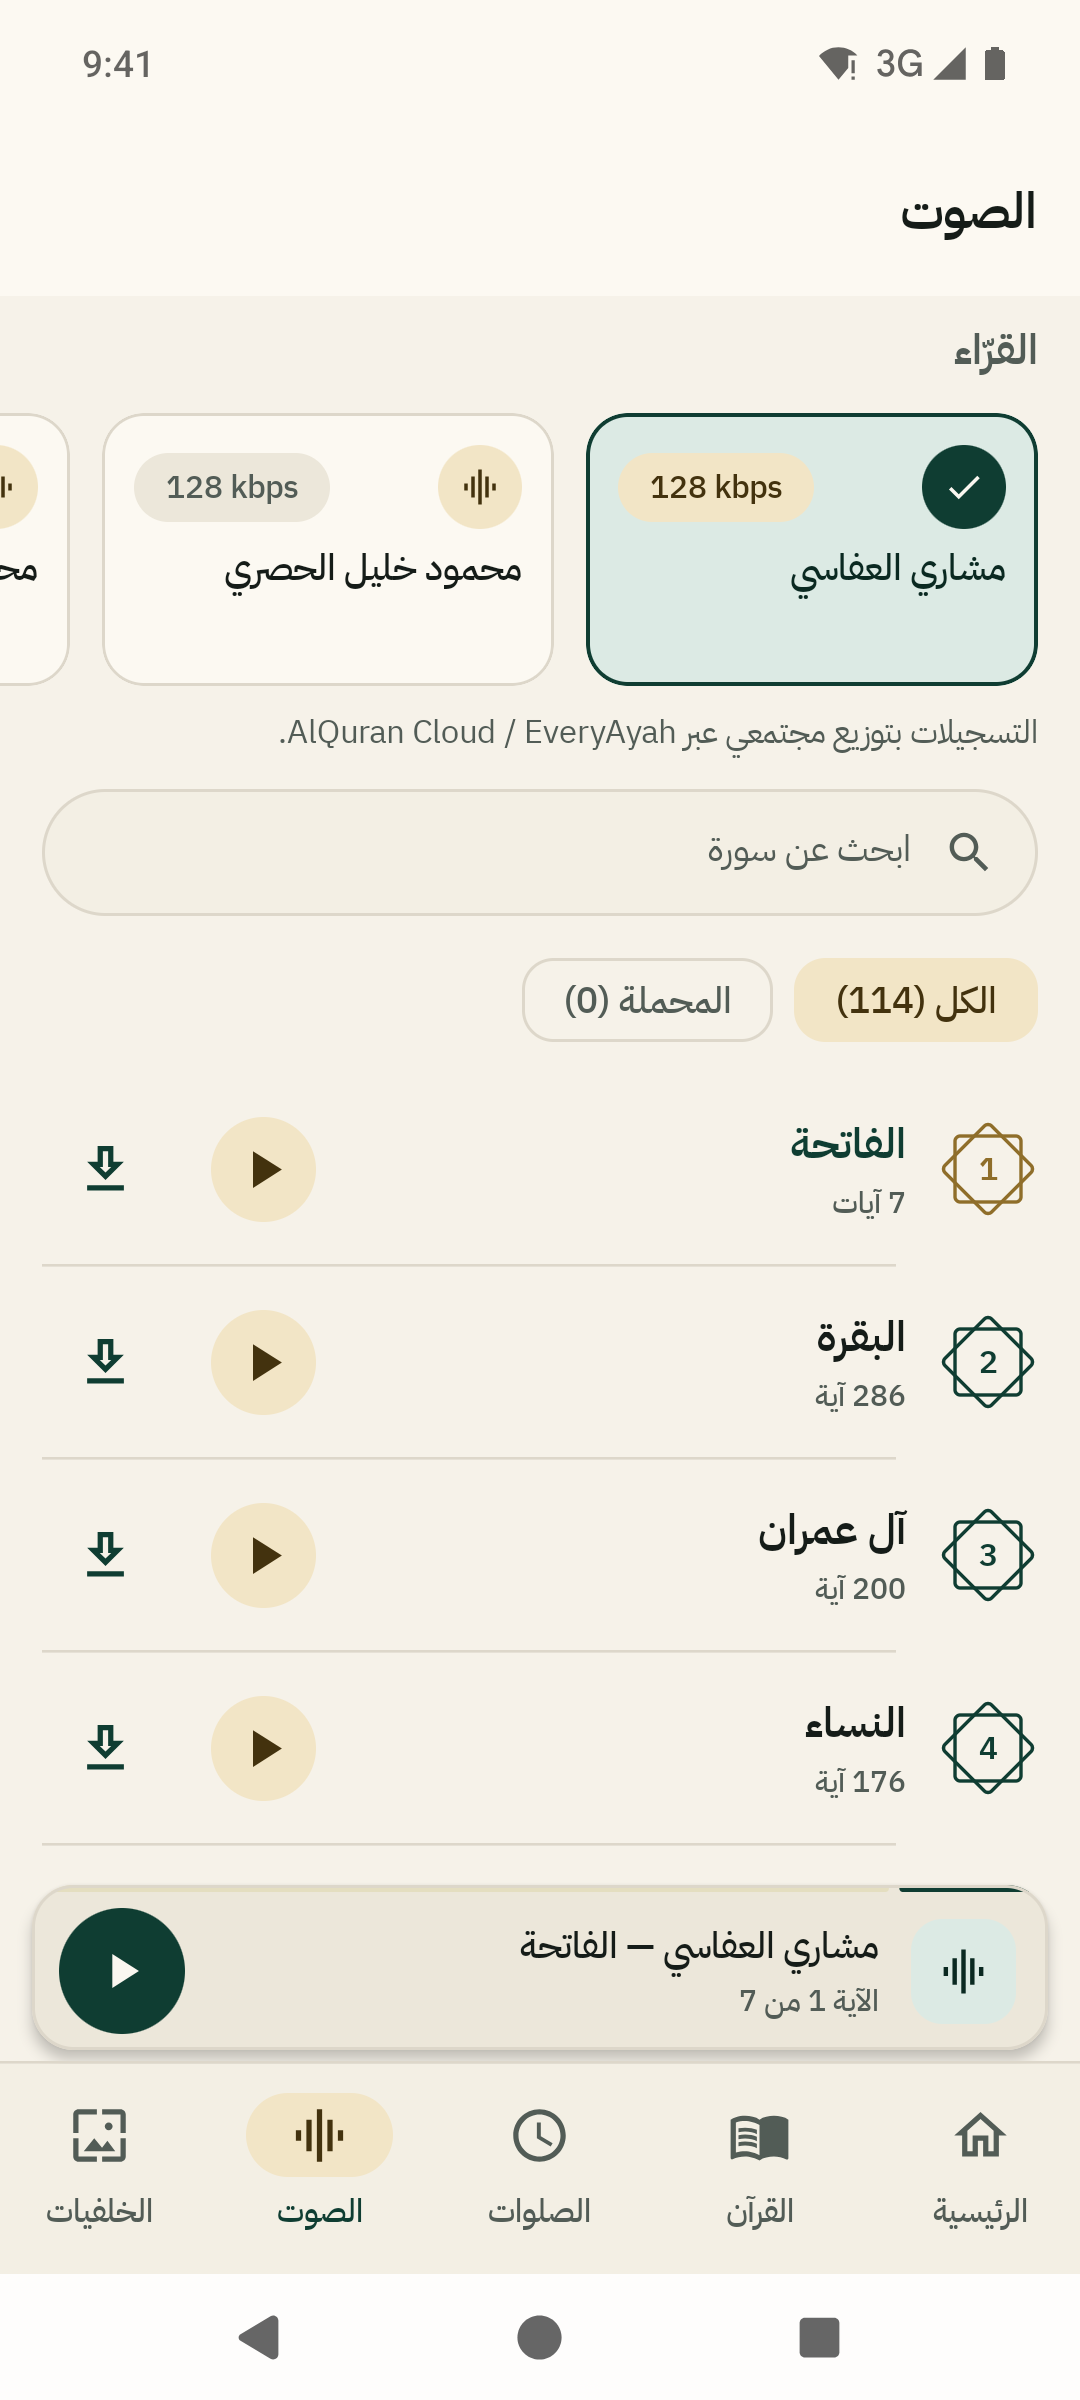 9:41
3G
الصوت
القرّاء
128 kbps
مشاري العفاسي
128 kbps
محمود خليل الحصري
مح
التسجيلات بتوزيع مجتمعي عبر AlQuran Cloud / EveryAyah.
ابحث عن سورة
الكل (114)
المحملة (0)
1
الفاتحة
7 آيات
2
البقرة
286 آية
3
آل عمران
200 آية
4
النساء
176 آية
مشاري العفاسي — الفاتحة
الآية 1 من 7
الرئيسية
القرآن
الصلوات
الصوت
الخلفيات